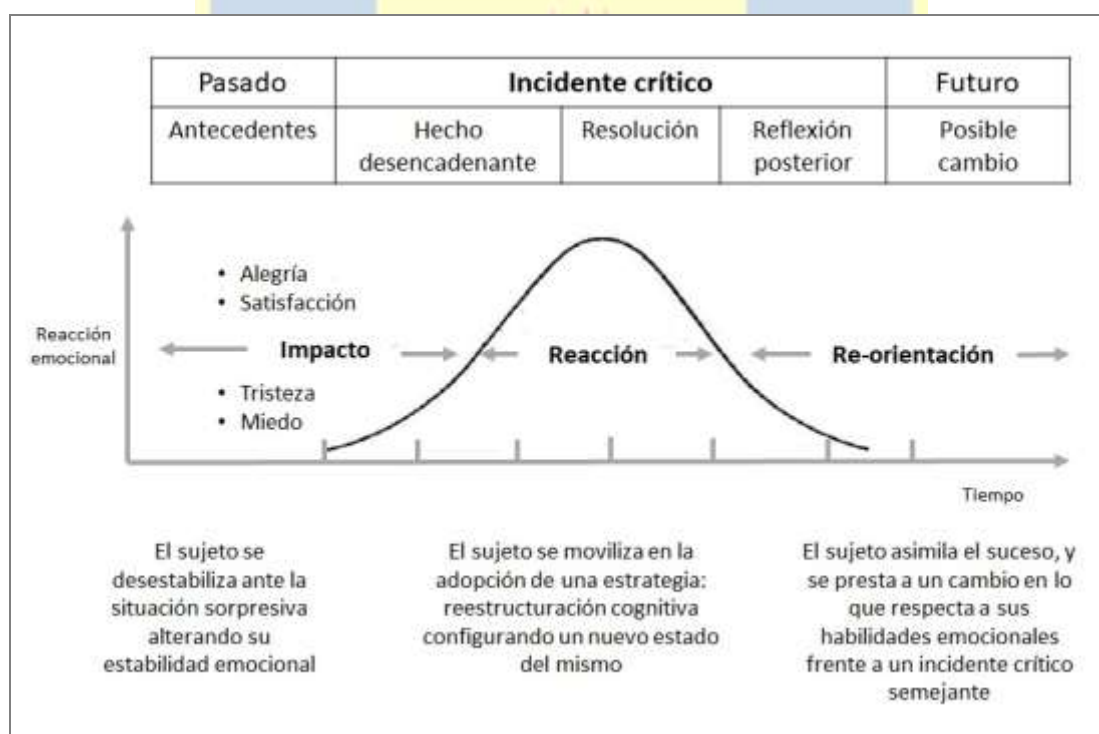 Pasado
Incidente crítico
Futuro
Antecedentes
Hecho
desencadenante
Resolución
Reflexión
posterior
Posible
cambio
• Alegría
• Satisfacción
Reacción
emocional
Impacto
Reacción
Re-orientación
• Tristeza
• Miedo
Tiempo
El sujeto se
desestabiliza ante la
situación sorpresiva
alterando su
estabilidad emocional
El sujeto se moviliza en la
adopción de una estrategia:
reestructuración cognitiva
configurando un nuevo estado
del mismo
El sujeto asimila el suceso, y
se presta a un cambio en lo
que respecta a sus
habilidades emocionales
frente a un incidente crítico
semejante